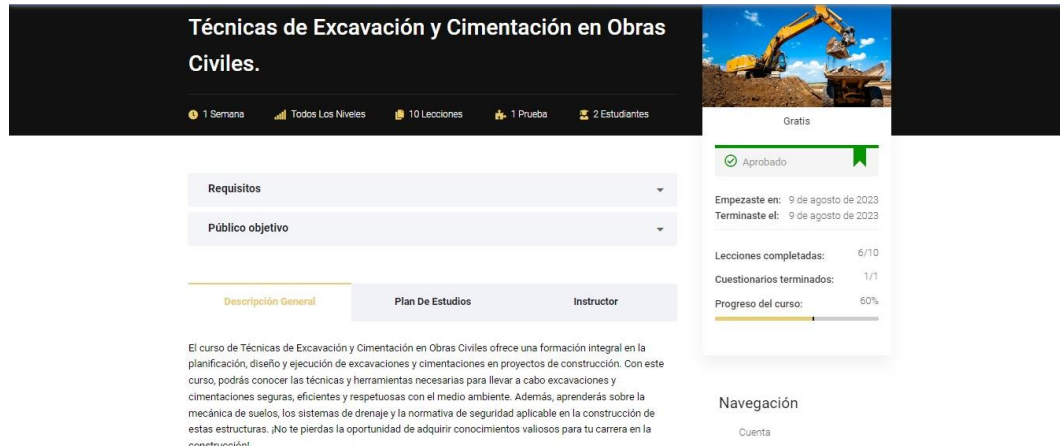 Técnicas de Excavación y Cimentación en Obras
Civiles.
1 Semana
Todos Los Niveles
10 Lecciones
1 Prueba
2 Estudiantes
Gratis
Aprobado
Empezaste en: 9 de agosto de 2023
Terminaste el: 9 de agosto de 2023
Lecciones completadas: 6/10
Cuestionarios terminados: 1/1
Progreso del curso: 60%
Requisitos
Público objetivo
Descripción General
Plan De Estudios
Instructor
El curso de Técnicas de Excavación y Cimentación en Obras Civiles ofrece una formación integral en la
planificación, diseño y ejecución de excavaciones y cimentaciones en proyectos de construcción. Con este
curso, podrás conocer las técnicas y herramientas necesarias para llevar a cabo excavaciones y
cimentaciones seguras, eficientes y respetuosas con el medio ambiente. Además, aprenderás sobre la
mecánica de suelos, los sistemas de drenaje y la normativa de seguridad aplicable en la construcción de
estas estructuras. ¡No te pierdas la oportunidad de adquirir conocimientos valiosos para tu carrera en la
construcción!
Navegación
Cuenta